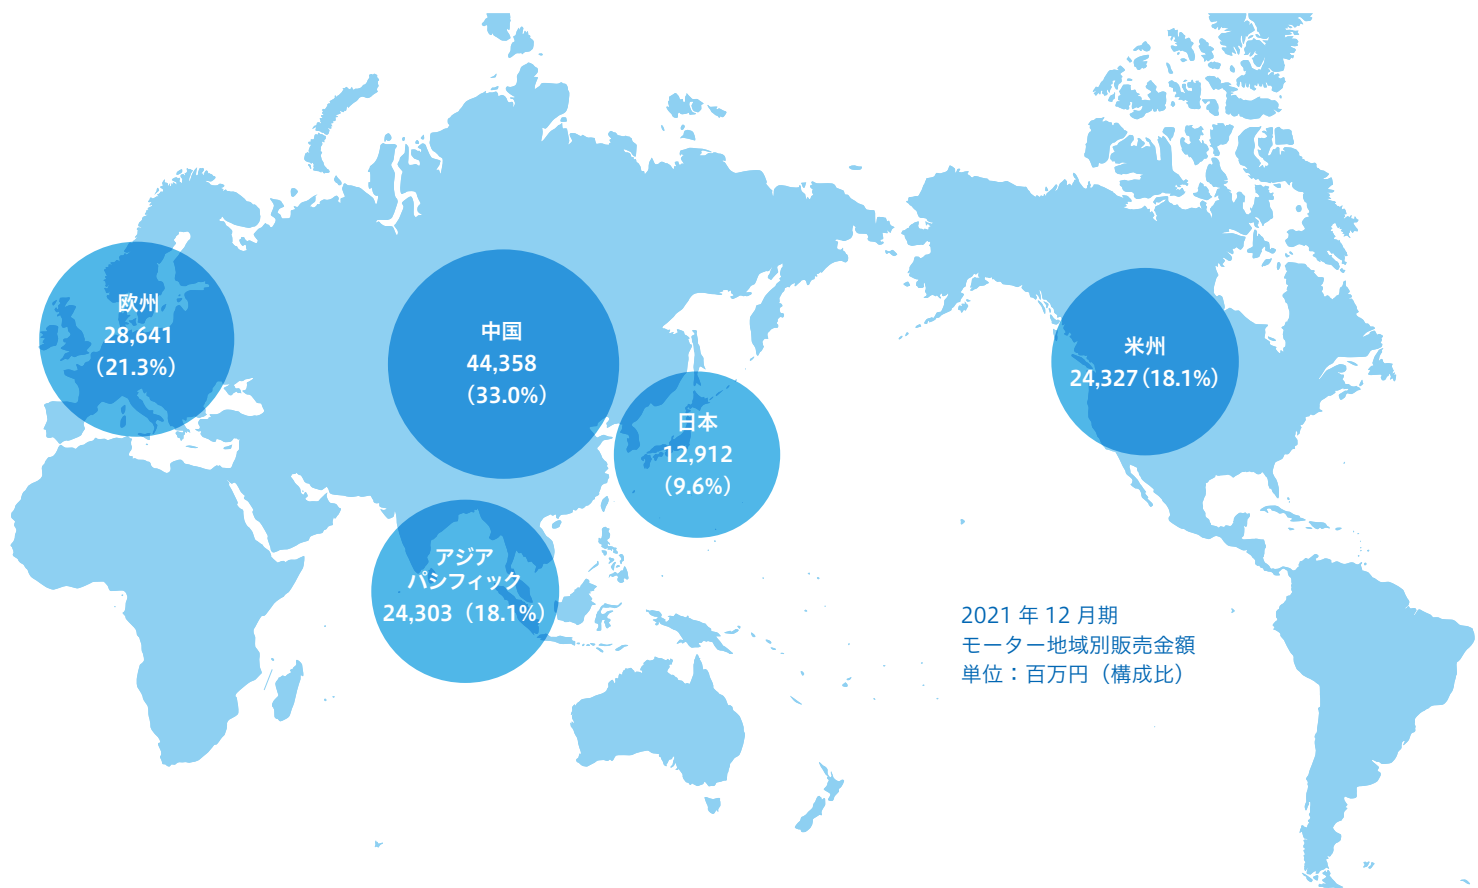 欧州
28,641
（21.3%）
中国
44,358
（33.0%）
日本
12,912
（9.6%）
アジア
パシフィック
24,303（18.1%）
米州
24,327（18.1%）
2021 年 12 月期
モーター地域別販売金額
単位：百万円（構成比）